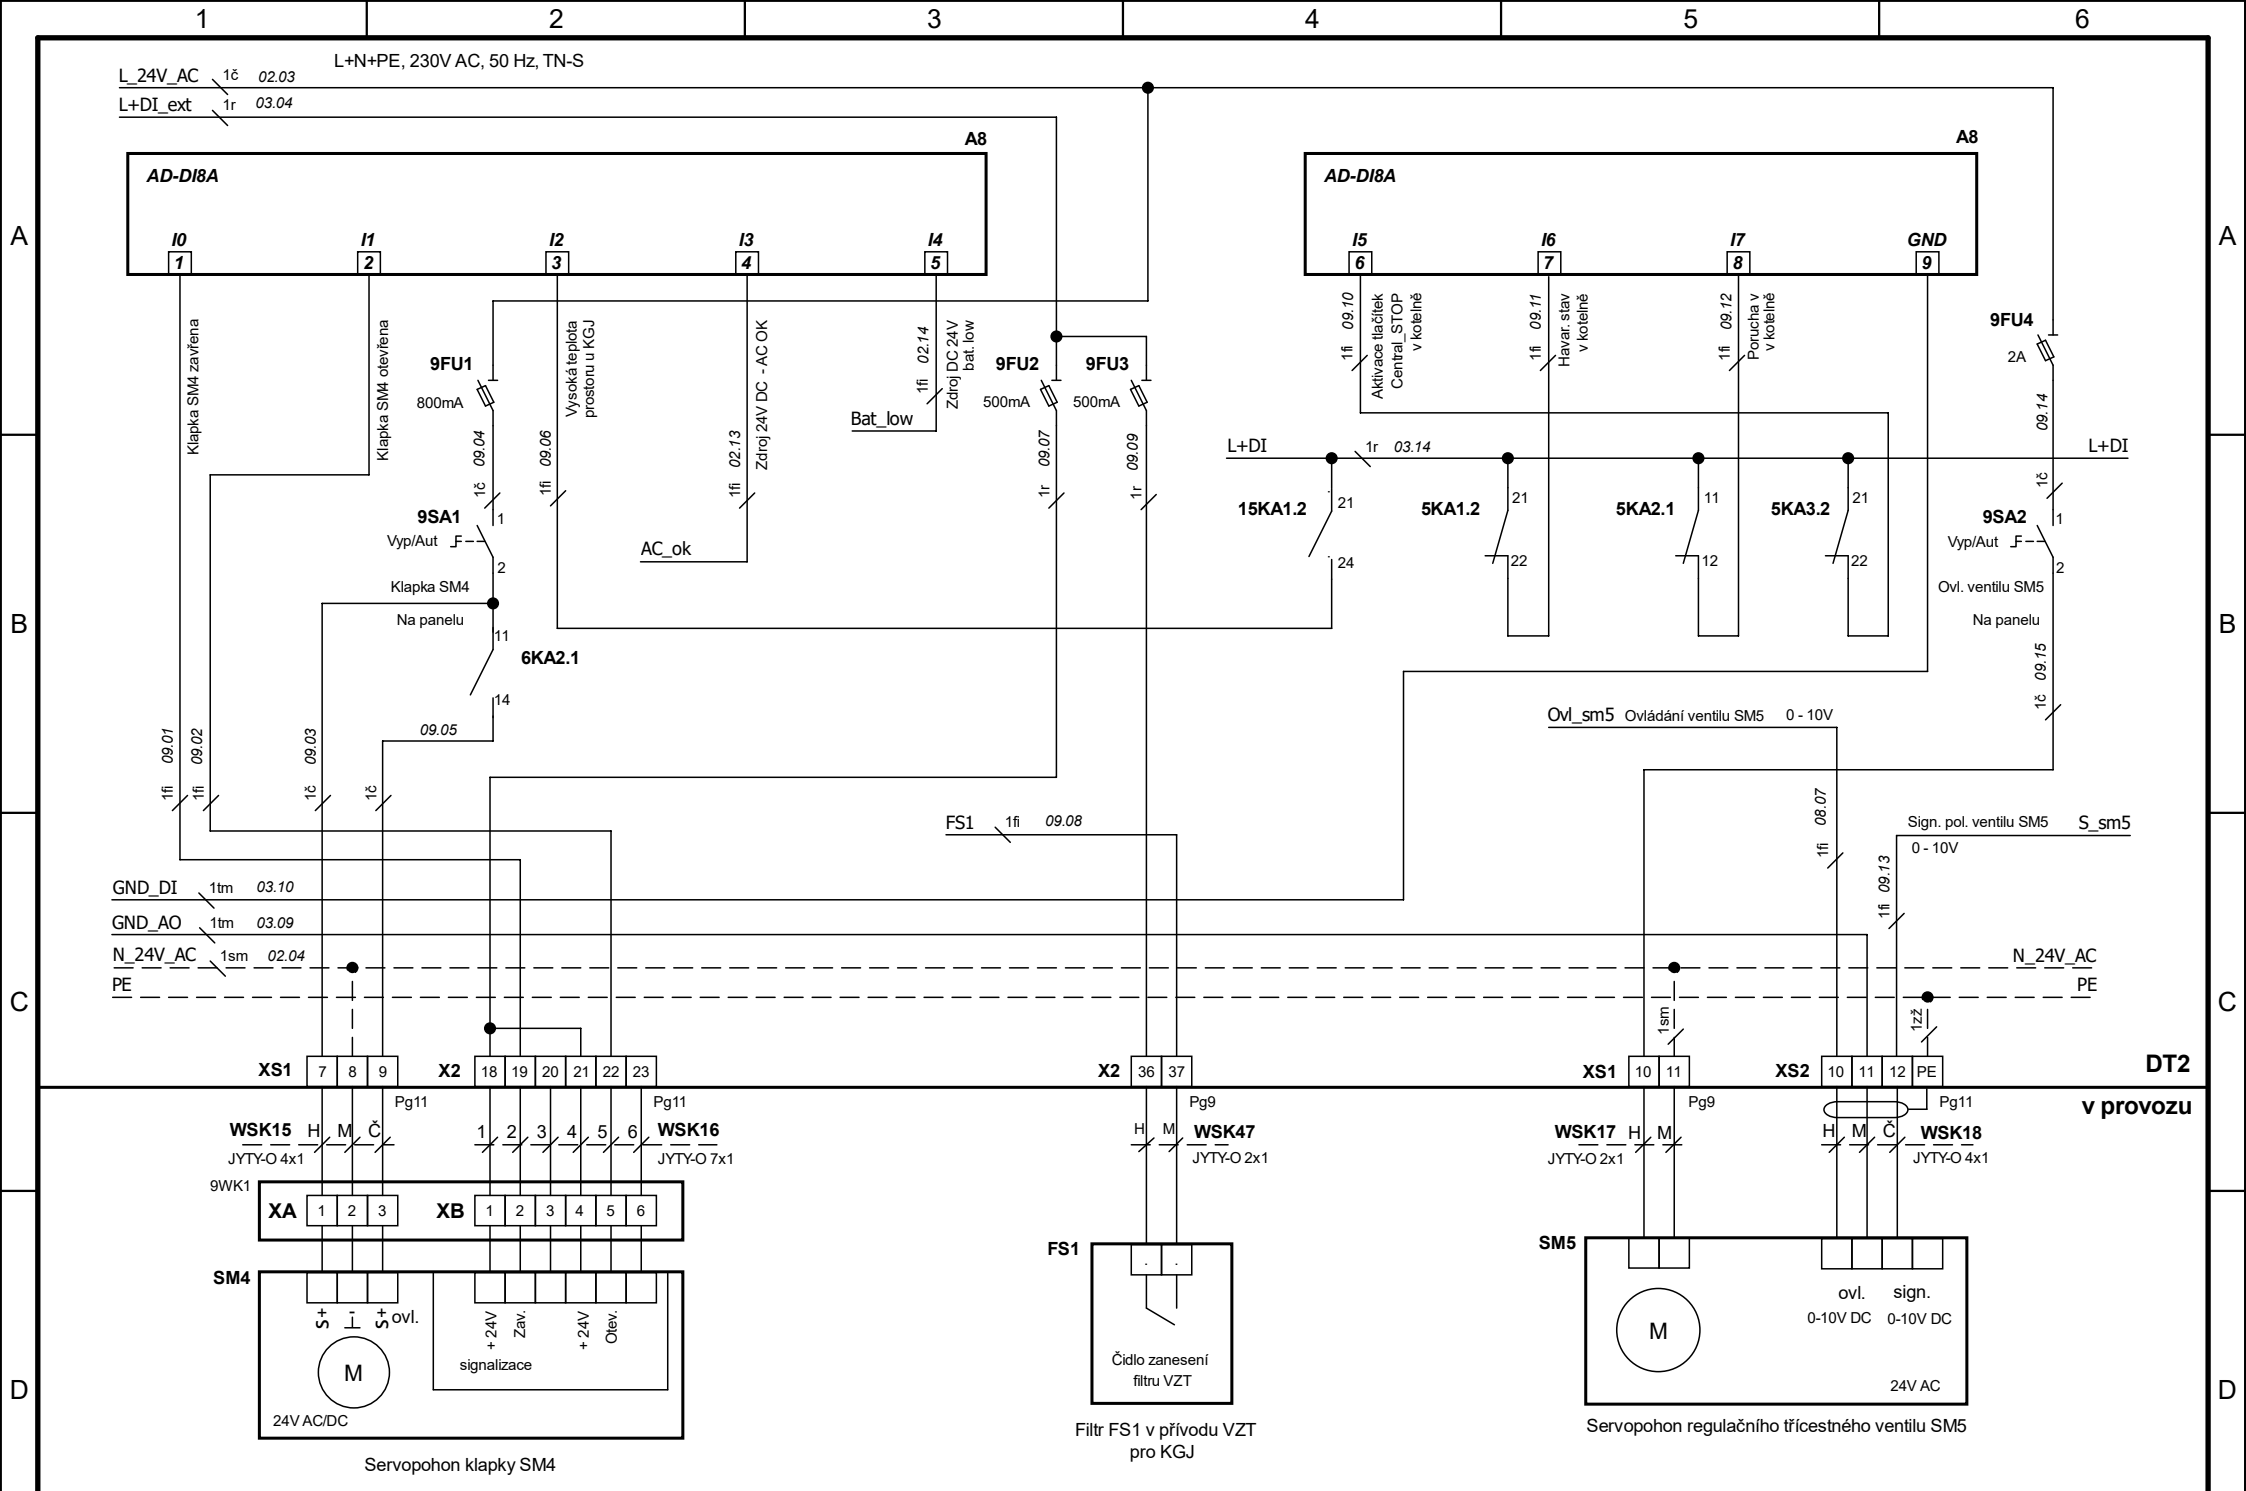 1 2 3 4 5 6
L+N+PE, 230V AC, 50 Hz, TN-S
L_24V_AC 1č 02.03
L+DI_ext 1r 03.04
A8 A8
AD-DI8A AD-DI8A
A A
I0 I1 I2 I3 I4 I5 I6 I7 GND
1 2 3 4 5 6 7 8 9
Klapka SM4 zavřena
Klapka SM4 otevřena
9FU1
800mA
09.04
1č
Vysoká teplota
prostoru u KGJ
09.06
1fi
Zdroj 24V DC - AC OK
02.13
1fi
AC_ok
Zdroj DC 24V
bat. low
1fi 02.14
Bat_low
9FU2
500mA
09.07
1r
9FU3
500mA
09.09
1r
1fi 09.10
Aktivace tlačítek
Central_STOP
v kotelně
1fi 09.11
Havar. stav
v kotelně
1fi 09.12
Porucha v
v kotelně
9FU4
2A
09.14
1č
L+DI 1r 03.14 L+DI
9SA1 1
Vyp/Aut
2
Klapka SM4
Na panelu
11
6KA2.1
14
09.05
15KA1.2 21
24
5KA1.2 21
22
5KA2.1 11
12
5KA3.2 21
22
9SA2 1
Vyp/Aut
2
Ovl. ventilu SM5
Na panelu
09.15
1č
B B
09.01
1fi
09.02
1fi
09.03
1č
1č
Ovl_sm5 Ovládání ventilu SM5 0 - 10V
08.07
1fi
FS1 1fi 09.08
Sign. pol. ventilu SM5 S_sm5
0 - 10V
1fi 09.13
GND_DI 1tm 03.10
GND_AO 1tm 03.09
N_24V_AC 1sm 02.04 N_24V_AC
PE PE
C C
1sm
1zž
XS1 7 8 9 X2 18 19 20 21 22 23 X2 36 37 XS1 10 11 XS2 10 11 12 PE DT2
Pg11 Pg11 Pg9 Pg9 Pg11 v provozu
WSK15 H M Č 1 2 3 4 5 6 WSK16 H M WSK47 WSK17 H M H M Č WSK18
JYTY-O 4x1 JYTY-O 7x1 JYTY-O 2x1 JYTY-O 2x1 JYTY-O 4x1
9WK1
XA 1 2 3 XB 1 2 3 4 5 6
SM4
S+ - S+ ovl.
+ 24V Zav. + 24V Otev.
signalizace
M
24V AC/DC
Servopohon klapky SM4
FS1
Čidlo zanesení
filtru VZT
Filtr FS1 v přívodu VZT
pro KGJ
SM5
M
ovl. sign.
0-10V DC 0-10V DC
24V AC
Servopohon regulačního třícestného ventilu SM5
D D